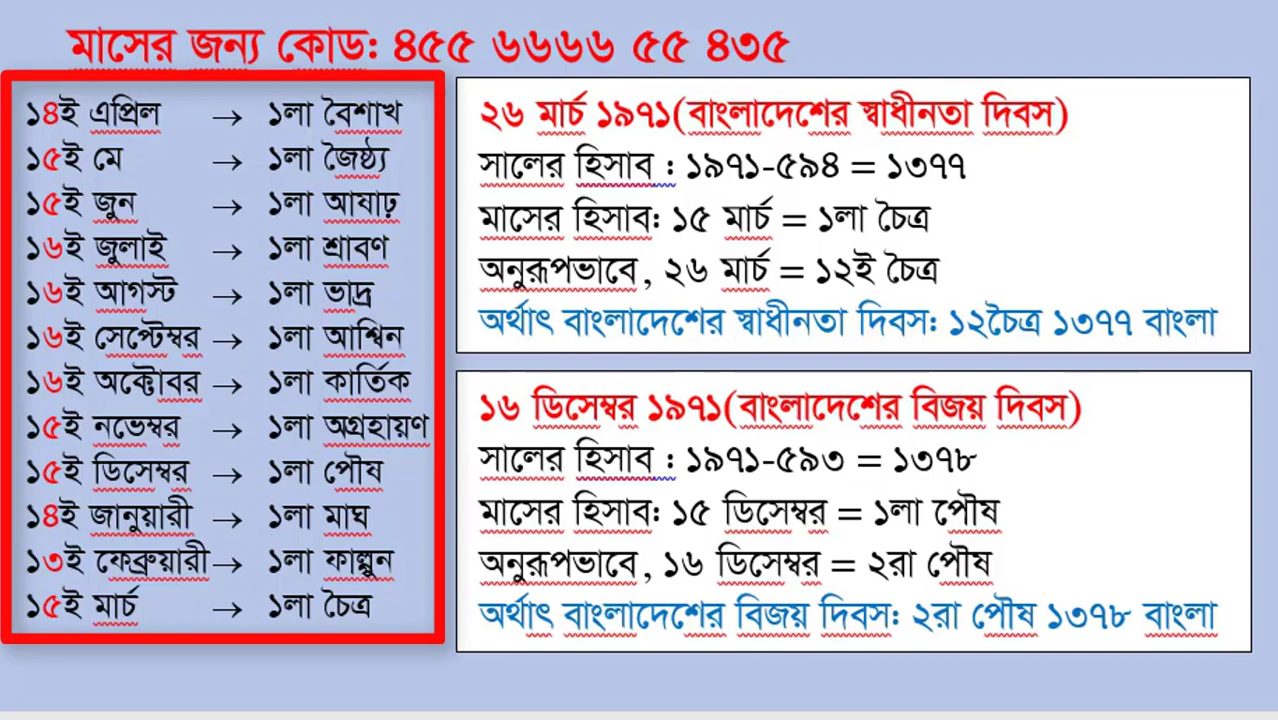 মাসের জন্য কোড: ৪৫৫ ৬৬৬৬ ৫৫ ৪৩৫
১৪ই এপ্রিল → ১লা বৈশাখ
১৫ই মে → ১লা জৈষ্ঠ্য
১৫ই জুন → ১লা আষাঢ়
১৬ই জুলাই → ১লা শ্রাবণ
১৬ই আগস্ট → ১লা ভাদ্র
১৬ই সেপ্টেম্বর → ১লা আশ্বিন
১৬ই অক্টোবর → ১লা কার্তিক
১৫ই নভেম্বর → ১লা অগ্রহায়ণ
১৫ই ডিসেম্বর → ১লা পৌষ
১৪ই জানুয়ারী → ১লা মাঘ
১৩ই ফেব্রুয়ারী → ১লা ফাল্গুন
১৫ই মার্চ → ১লা চৈত্র
২৬ মার্চ ১৯৭১(বাংলাদেশের স্বাধীনতা দিবস)
সালের হিসাব : ১৯৭১-৫৯৪ = ১৩৭৭
মাসের হিসাব: ১৫ মার্চ = ১লা চৈত্র
অনুরূপভাবে, ২৬ মার্চ = ১২ই চৈত্র
অর্থাৎ বাংলাদেশের স্বাধীনতা দিবস: ১২চৈত্র ১৩৭৭ বাংলা
১৬ ডিসেম্বর ১৯৭১(বাংলাদেশের বিজয় দিবস)
সালের হিসাব : ১৯৭১-৫৯৩ = ১৩৭৮
মাসের হিসাব: ১৫ ডিসেম্বর = ১লা পৌষ
অনুরূপভাবে, ১৬ ডিসেম্বর = ২রা পৌষ
অর্থাৎ বাংলাদেশের বিজয় দিবস: ২রা পৌষ ১৩৭৮ বাংলা